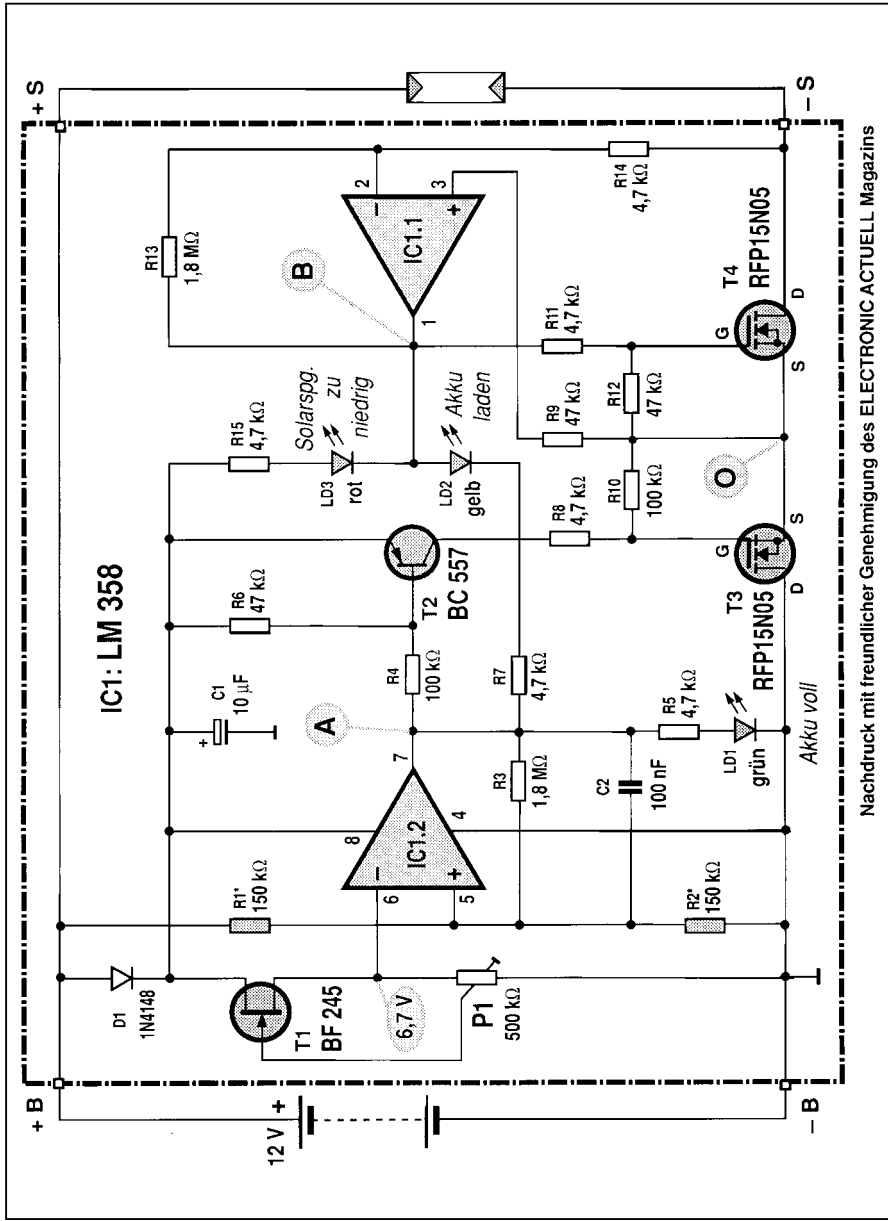 + B
+ S
D1
1N4148
R1*
150 kΩ
C1
10 µF
+
R6
47 kΩ
IC1: LM 358
R15
4,7 kΩ
Solarspg.
zu
niedrig
LD3
rot
R13
1,8 MΩ
12 V
+
T1
BF 245
6,7 V
P1
500 kΩ
6
5
8
7
4
−
+
IC1.2
A
R4
100 kΩ
T2
BC 557
R3
1,8 MΩ
R7
4,7 kΩ
LD2
gelb
Akku
laden
B
1
IC1.1
2
−
3
+
R2*
150 kΩ
C2
100 nF
R5
4,7 kΩ
LD1
grün
Akku voll
R8
4,7 kΩ
R9
47 kΩ
R10
100 kΩ
R11
4,7 kΩ
R12
47 kΩ
R14
4,7 kΩ
G
D
S
T3
RFP15N05
O
G
S
D
T4
RFP15N05
− B
− S
Nachdruck mit freundlicher Genehmigung des ELECTRONIC ACTUELL Magazins